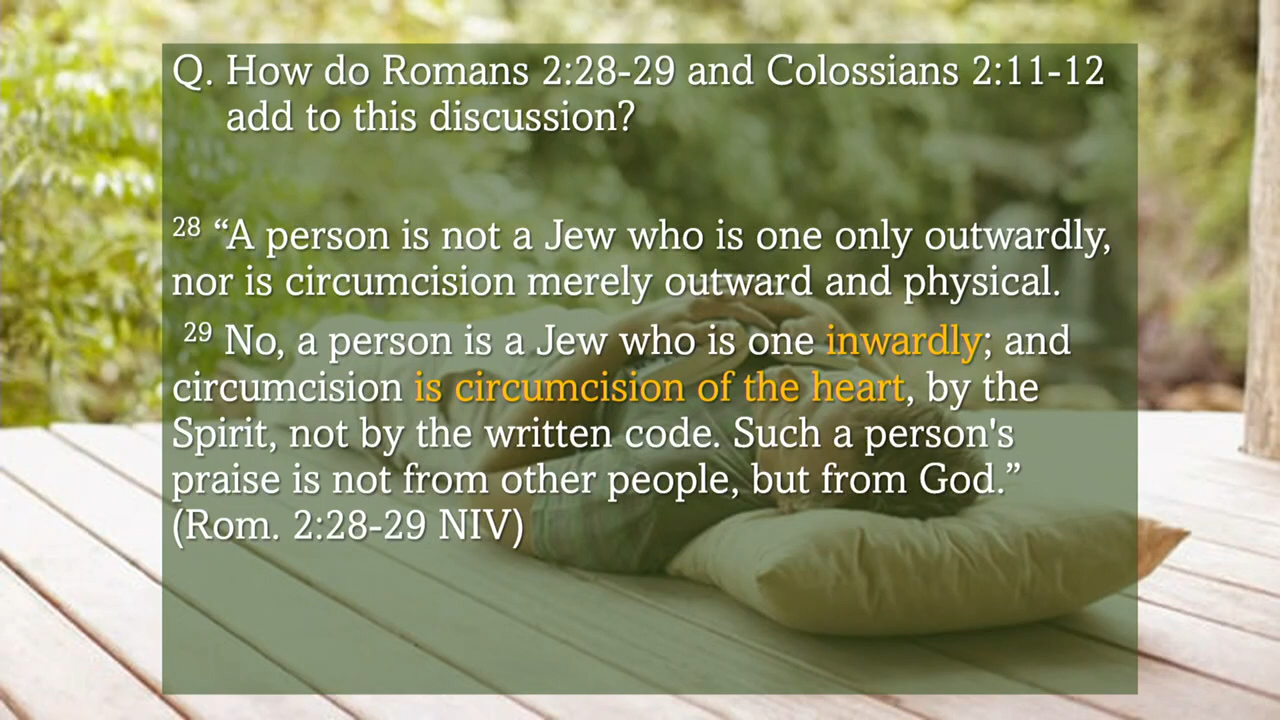 Q. How do Romans 2:28-29 and Colossians 2:11-12
add to this discussion?
28 “A person is not a Jew who is one only outwardly,
nor is circumcision merely outward and physical.
29 No, a person is a Jew who is one inwardly; and
circumcision is circumcision of the heart, by the
Spirit, not by the written code. Such a person's
praise is not from other people, but from God.”
(Rom. 2:28-29 NIV)